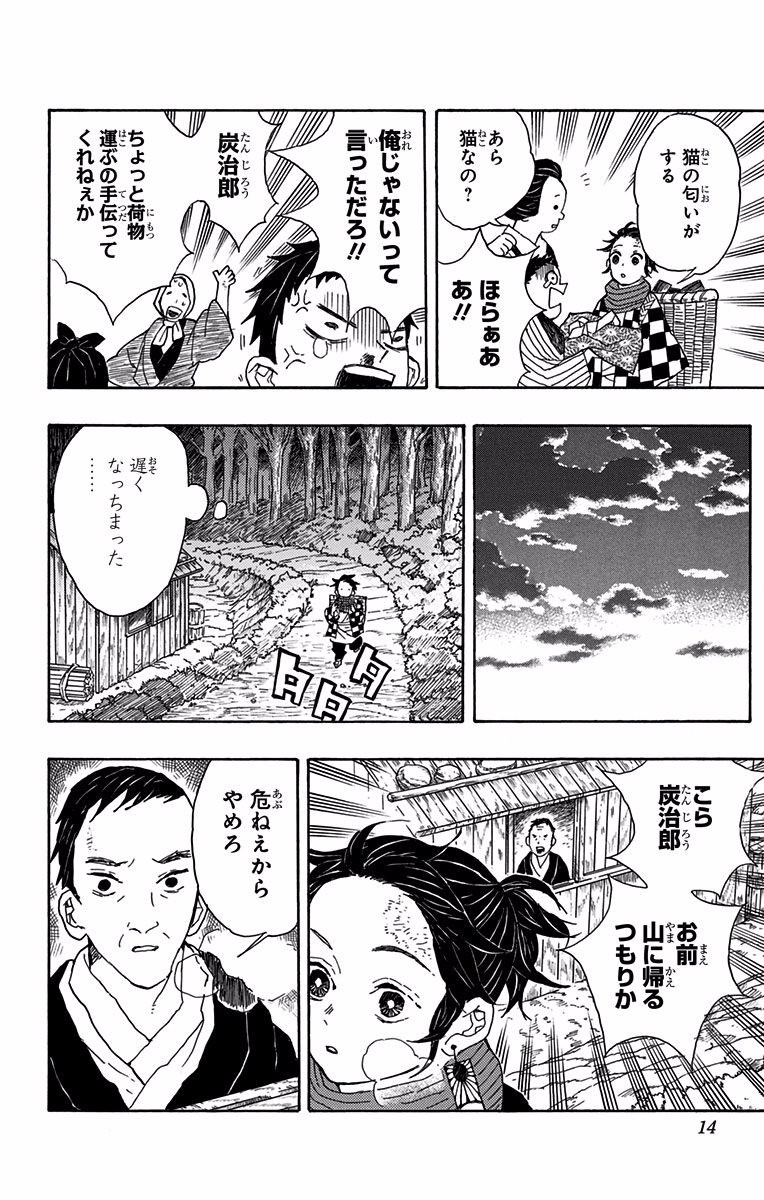 猫の匂いが
する
あら
猫なの？
ほらぁあ
あ!!
俺じゃないって
言っただろ!!
炭治郎
ちょっと荷物
運ぶの手伝って
くれねぇか
遅く
なっちまった
……
タ
タ
タ
こら
炭治郎
お前
山に帰る
つもりか
危ねえから
やめろ
14